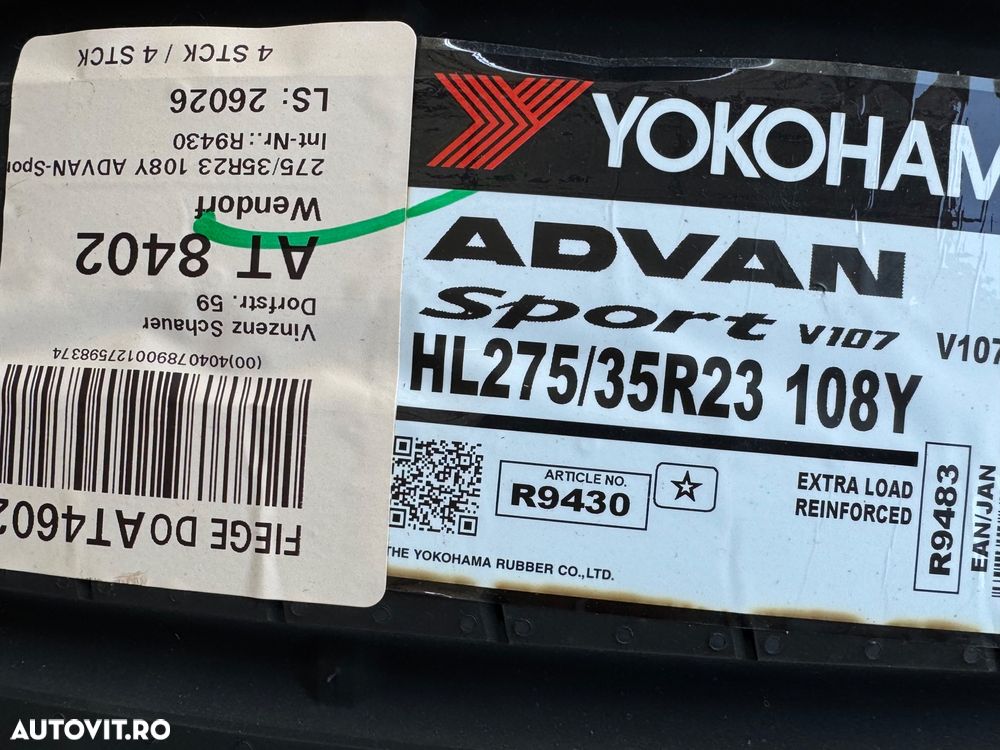 4 STCK / 4 STCK
LS: 26026
Int-Nr.: R9430
275/35R23 108Y ADVAN-Spor
Wendorf
AT 8402
Dorfstr. 59
Vinzenz Schauer
(00)404078900127598374
FIEGE DOAT4602
YOKOHAM
ADVAN
Sport V107
V107
HL275/35R23 108Y
ARTICLE NO.
R9430
EXTRA LOAD
REINFORCED
R9483
EAN/JAN
THE YOKOHAMA RUBBER CO.,LTD.
AUTOVIT.RO